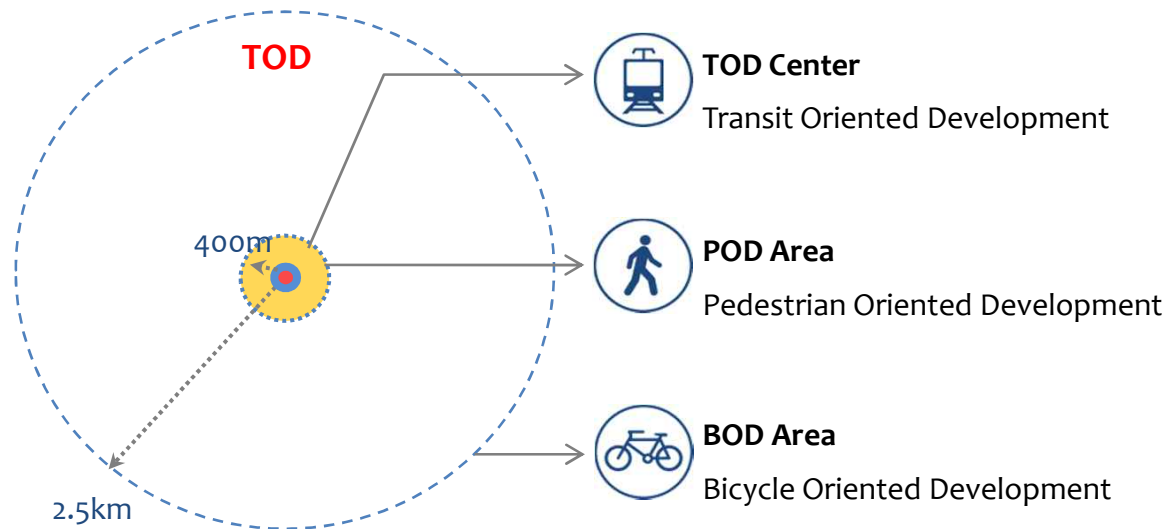 TOD
400m
2.5km
TOD Center
Transit Oriented Development
POD Area
Pedestrian Oriented Development
BOD Area
Bicycle Oriented Development